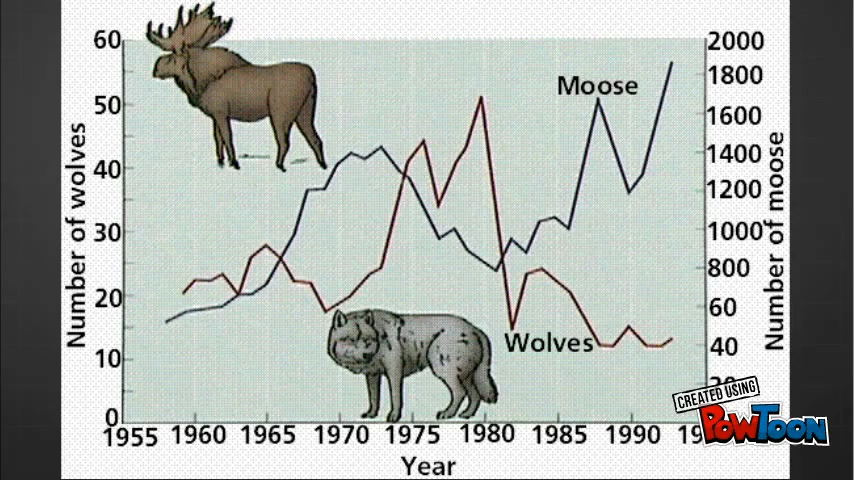 60
50
40
30
20
10
0
Number of wolves
2000
1800
1600
1400
1200
1000
800
60
40
Number of moose
Moose
Wolves
1955 1960 1965 1970 1975 1980 1985 1990
Year
CREATED USING
POWTOON